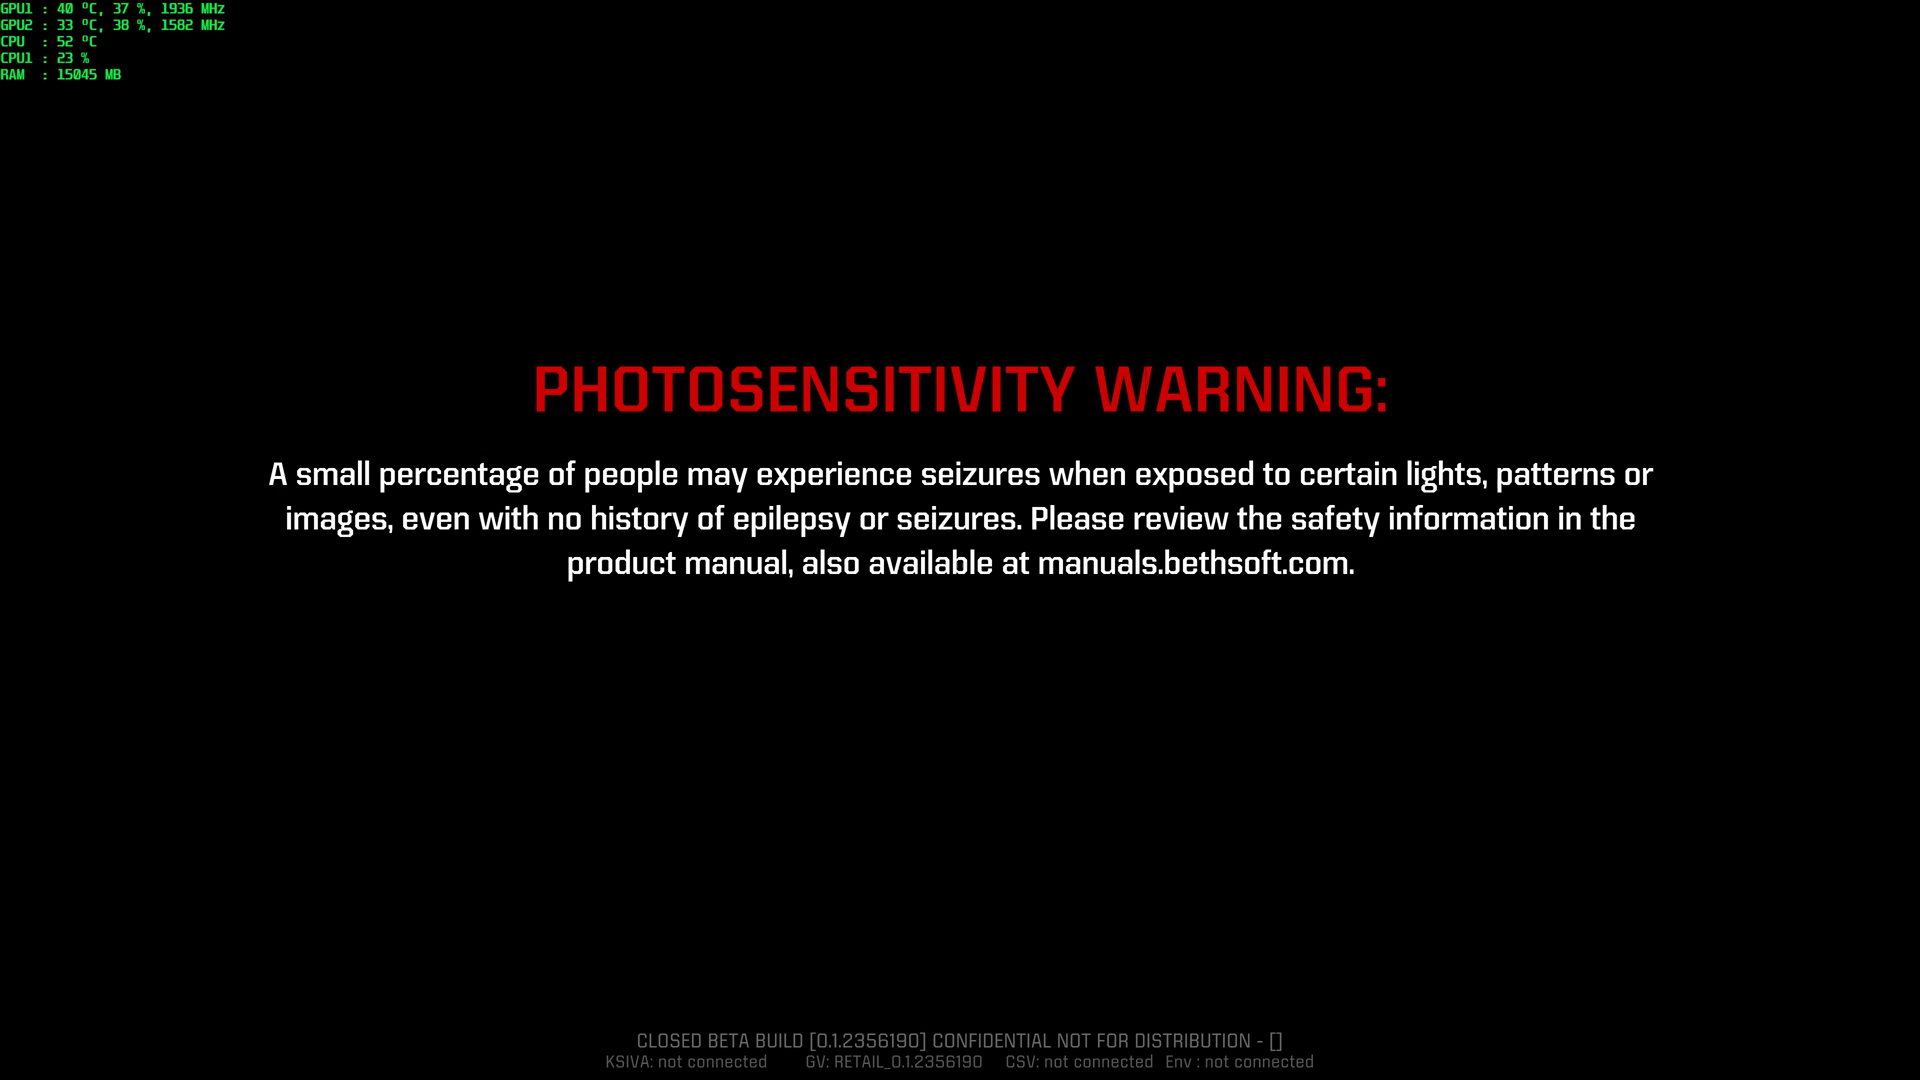 GPU1 : 40 ºC, 37 %, 1936 MHz
GPU2 : 33 ºC, 38 %, 1582 MHz
CPU : 52 ºC
CPU1 : 23 %
RAM : 15045 MB
PHOTOSENSITIVITY WARNING:
A small percentage of people may experience seizures when exposed to certain lights, patterns or
images, even with no history of epilepsy or seizures. Please review the safety information in the
product manual, also available at manuals.bethsoft.com.
CLOSED BETA BUILD [0.1.2356190] CONFIDENTIAL NOT FOR DISTRIBUTION - []
KSIVA: not connected GV: RETAIL_0.1.2356190 CSV: not connected Env : not connected